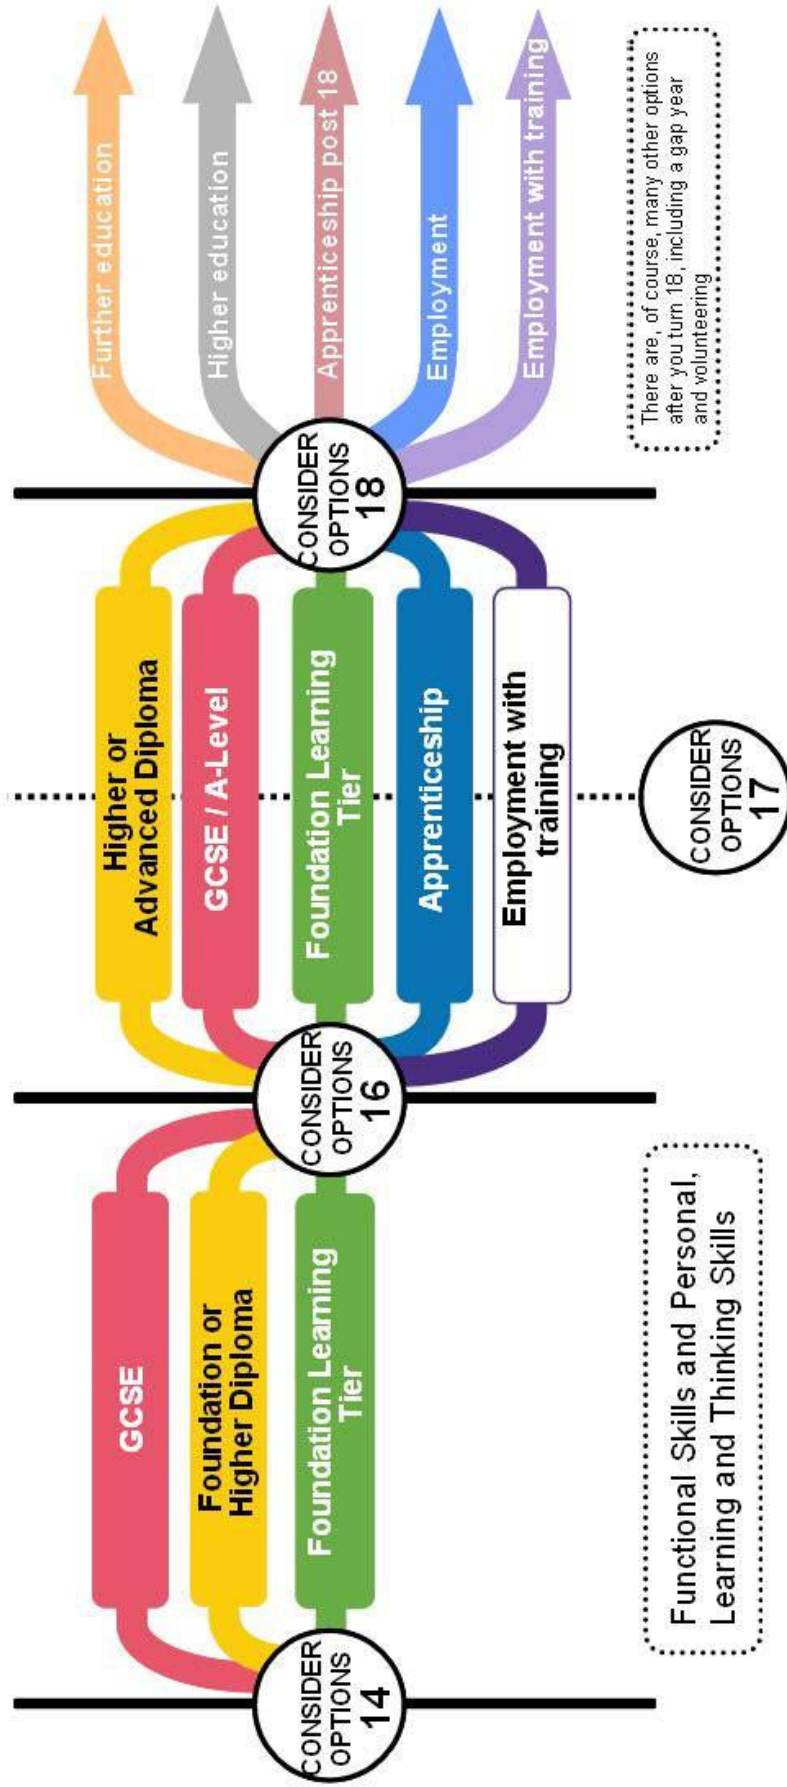 CONSIDER
OPTIONS
14
GCSE
Foundation or
Higher Diploma
Foundation Learning
Tier
Functional Skills and Personal,
Learning and Thinking Skills
CONSIDER
OPTIONS
16
Higher or
Advanced Diploma
GCSE / A-Level
Foundation Learning
Tier
Apprenticeship
Employment with
training
CONSIDER
OPTIONS
17
CONSIDER
OPTIONS
18
Further education
Higher education
Apprenticeship post 18
Employment
Employment with training
There are, of course, many other options
after you turn 18, including a gap year
and volunteering